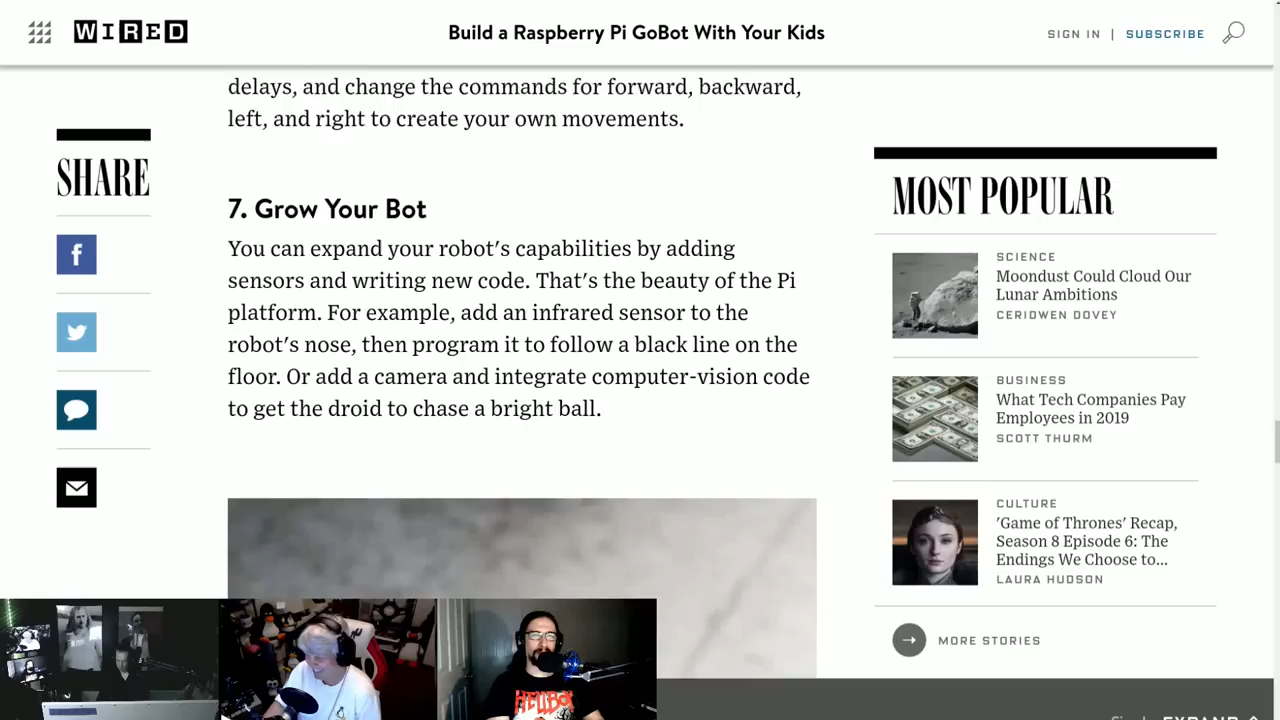 WIRED
Build a Raspberry Pi GoBot With Your Kids
SIGN IN | SUBSCRIBE
delays, and change the commands for forward, backward,
left, and right to create your own movements.
SHARE
7. Grow Your Bot
You can expand your robot's capabilities by adding
sensors and writing new code. That's the beauty of the Pi
platform. For example, add an infrared sensor to the
robot's nose, then program it to follow a black line on the
floor. Or add a camera and integrate computer-vision code
to get the droid to chase a bright ball.
MOST POPULAR
SCIENCE
Moondust Could Cloud Our
Lunar Ambitions
CERIDWEN DOVEY
BUSINESS
What Tech Companies Pay
Employees in 2019
SCOTT THURM
CULTURE
'Game of Thrones' Recap,
Season 8 Episode 6: The
Endings We Choose to...
LAURA HUDSON
MORE STORIES
HELLBOY
EXPAND